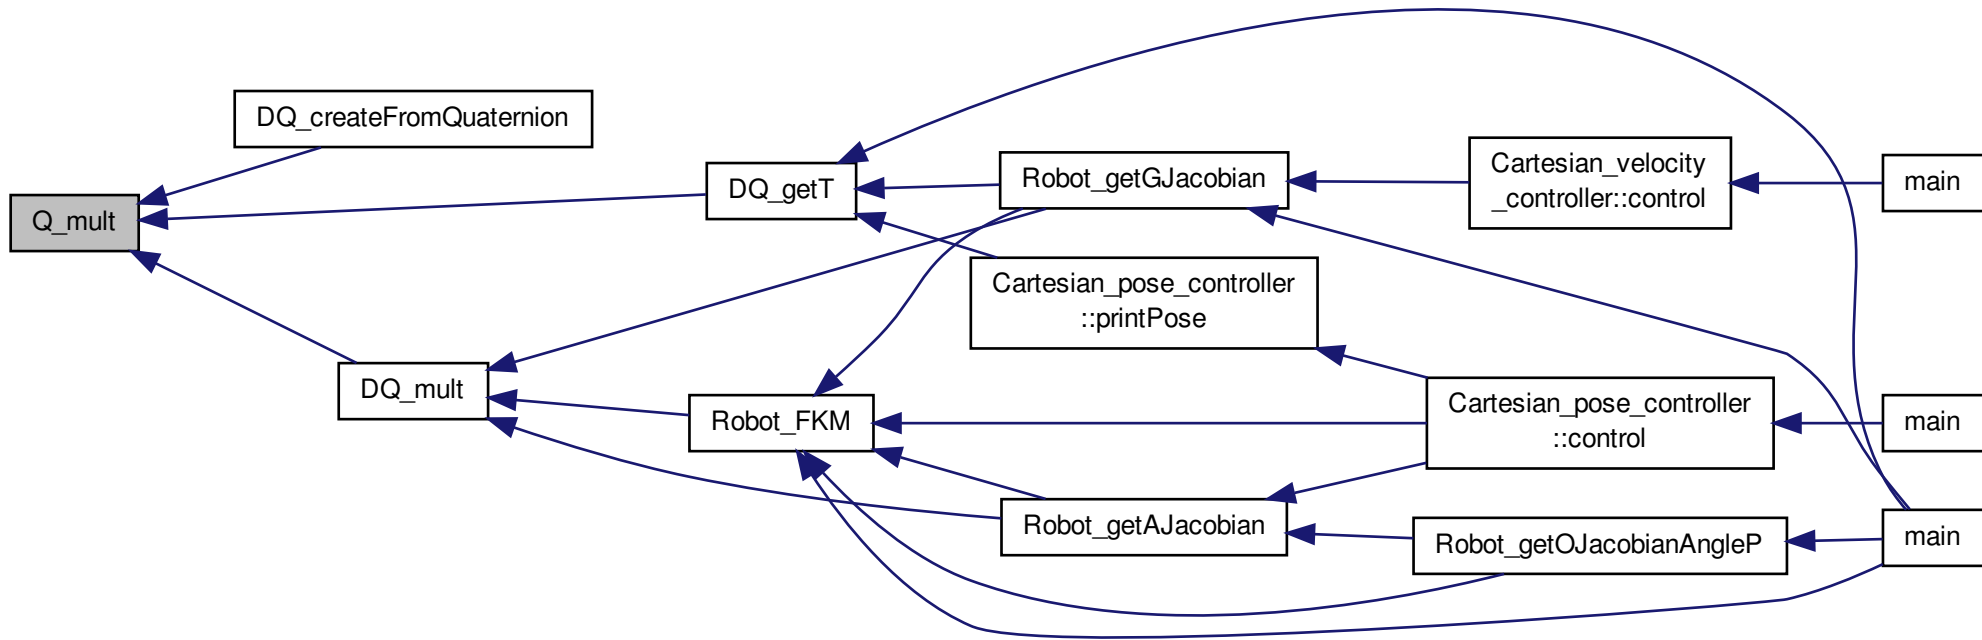 Q_mult
DQ_createFromQuaternion
DQ_getT
DQ_mult
Robot_FKM
Robot_getGJacobian
Cartesian_pose_controller
::printPose
Robot_getAJacobian
Cartesian_velocity
_controller::control
Cartesian_pose_controller
::control
Robot_getOJacobianAngleP
main
main
main